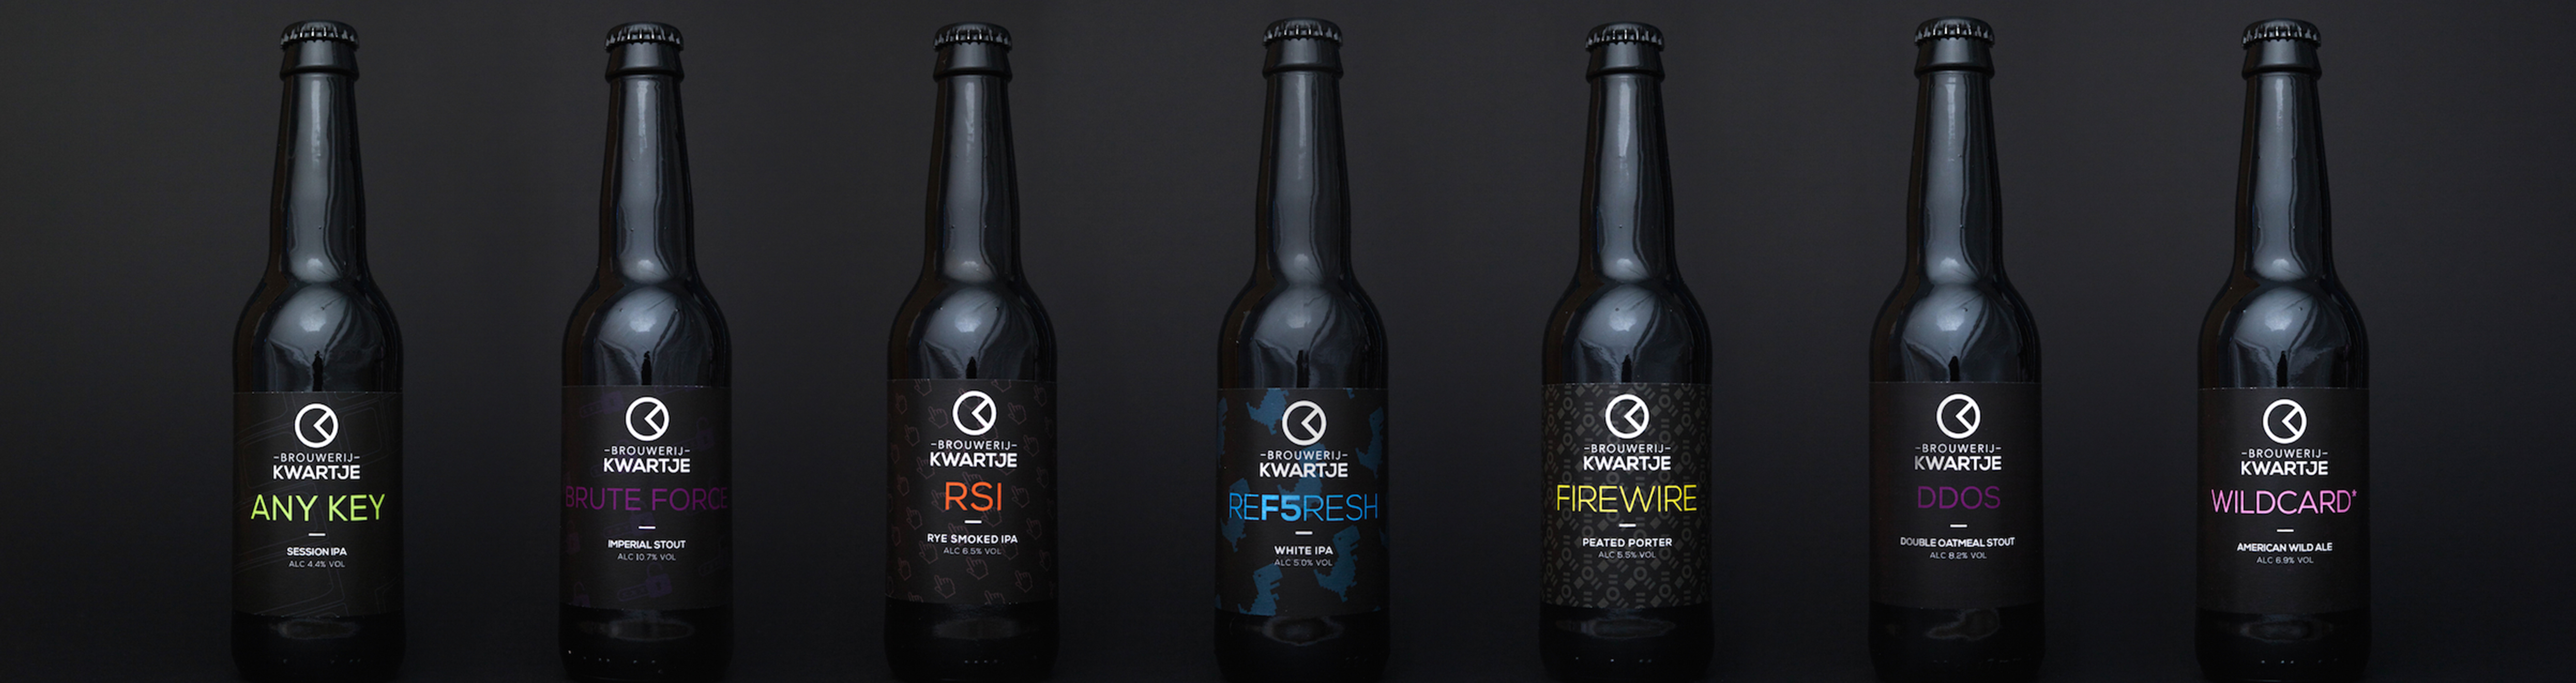 -BROUWERIJ-
KWARTJE
ANY KEY
SESSION IPA
ALC 4.4% VOL
-BROUWERIJ-
KWARTJE
BRUTE FORCE
IMPERIAL STOUT
ALC 10.7% VOL
-BROUWERIJ-
KWARTJE
RSI
RYE SMOKED IPA
ALC 6.5% VOL
-BROUWERIJ-
KWARTJE
REF5RESH
WHITE IPA
ALC 5.0% VOL
-BROUWERIJ-
KWARTJE
FIREWIRE
PEATED PORTER
ALC 5.5% VOL
-BROUWERIJ-
KWARTJE
DDOS
DOUBLE OATMEAL STOUT
ALC 8.2% VOL
-BROUWERIJ-
KWARTJE
WILDCARD*
AMERICAN WILD ALE
ALC 6.9% VOL